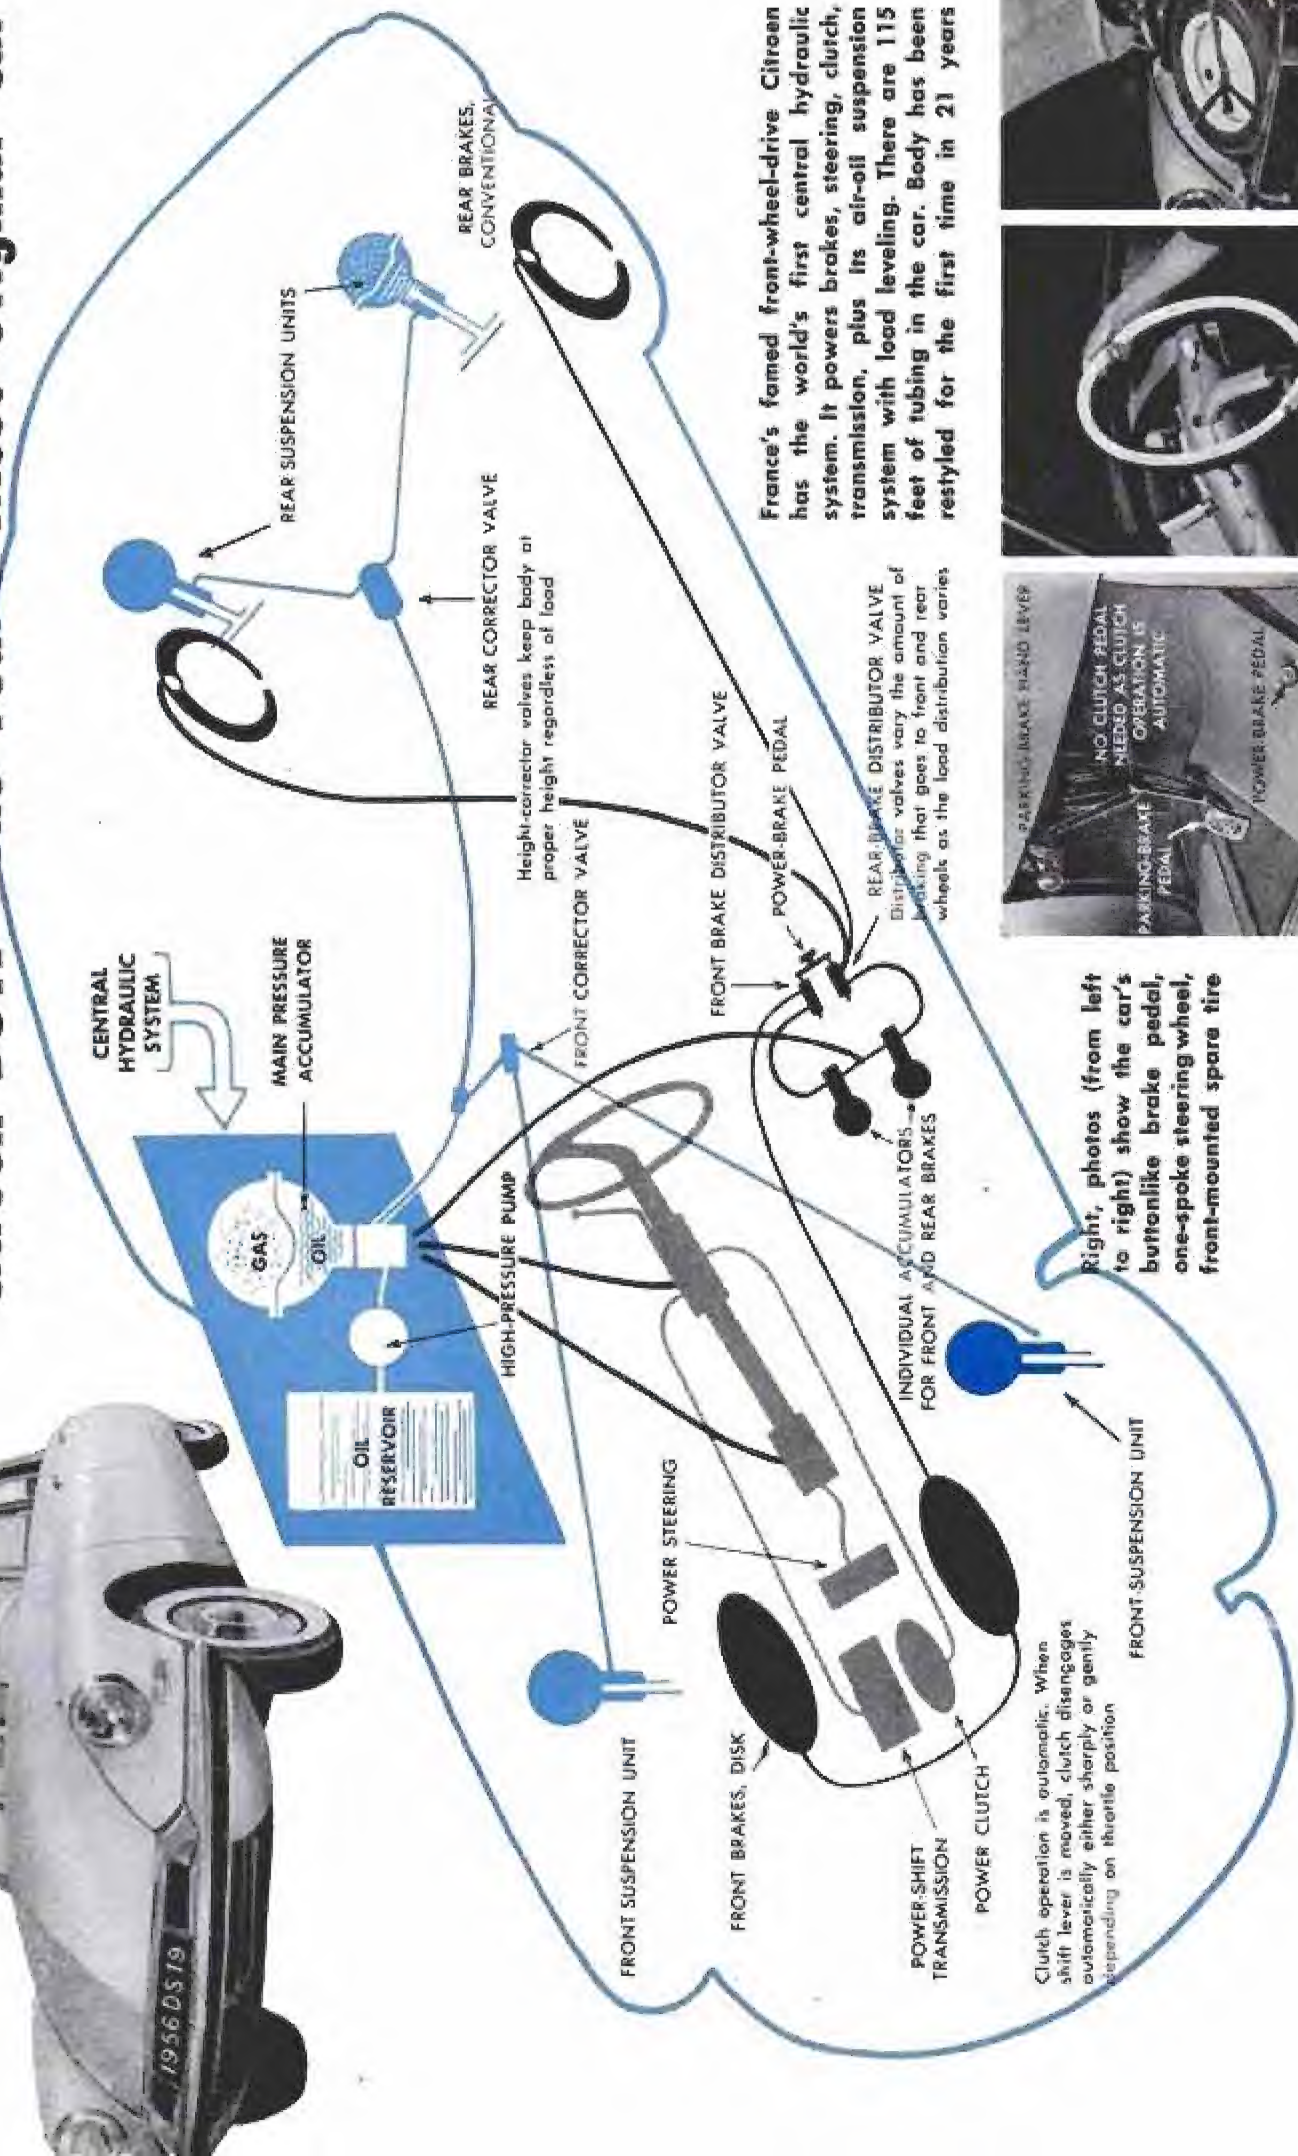 1956 DS 19
CENTRAL
HYDRAULIC
SYSTEM
MAIN PRESSURE
ACCUMULATOR
GAS
OIL
OIL
RESERVOIR
HIGH-PRESSURE PUMP
REAR SUSPENSION UNITS
REAR BRAKES,
CONVENTIONAL
REAR CORRECTOR VALVE
Height-corrector valves keep body at
proper height regardless of load
FRONT CORRECTOR VALVE
FRONT SUSPENSION UNIT
POWER STEERING
FRONT BRAKES, DISK
FRONT BRAKE DISTRIBUTOR VALVE
POWER-BRAKE PEDAL
REAR-BRAKE DISTRIBUTOR VALVE
Distributor valves vary the amount of
braking that goes to front and rear
wheels as the load distribution varies
INDIVIDUAL ACCUMULATORS
FOR FRONT AND REAR BRAKES
POWER-SHIFT
TRANSMISSION
POWER CLUTCH
Clutch operation is automatic. When
shift lever is moved, clutch disengages
automatically either sharply or gently
depending on throttle position
FRONT-SUSPENSION UNIT
France's famed front-wheel-drive Citroen
has the world's first central hydraulic
system. It powers brakes, steering, clutch,
transmission, plus its air-oil suspension
system with load leveling. There are 115
feet of tubing in the car. Body has been
restyled for the first time in 21 years
Right, photos (from left
to right) show the car's
buttonlike brake pedal,
one-spoke steering wheel,
front-mounted spare tire
PARKING-BRAKE HAND LEVER
NO CLUTCH PEDAL
NEEDED AS CLUTCH
OPERATION IS
AUTOMATIC
PARKING-BRAKE
PEDAL
POWER-BRAKE PEDAL